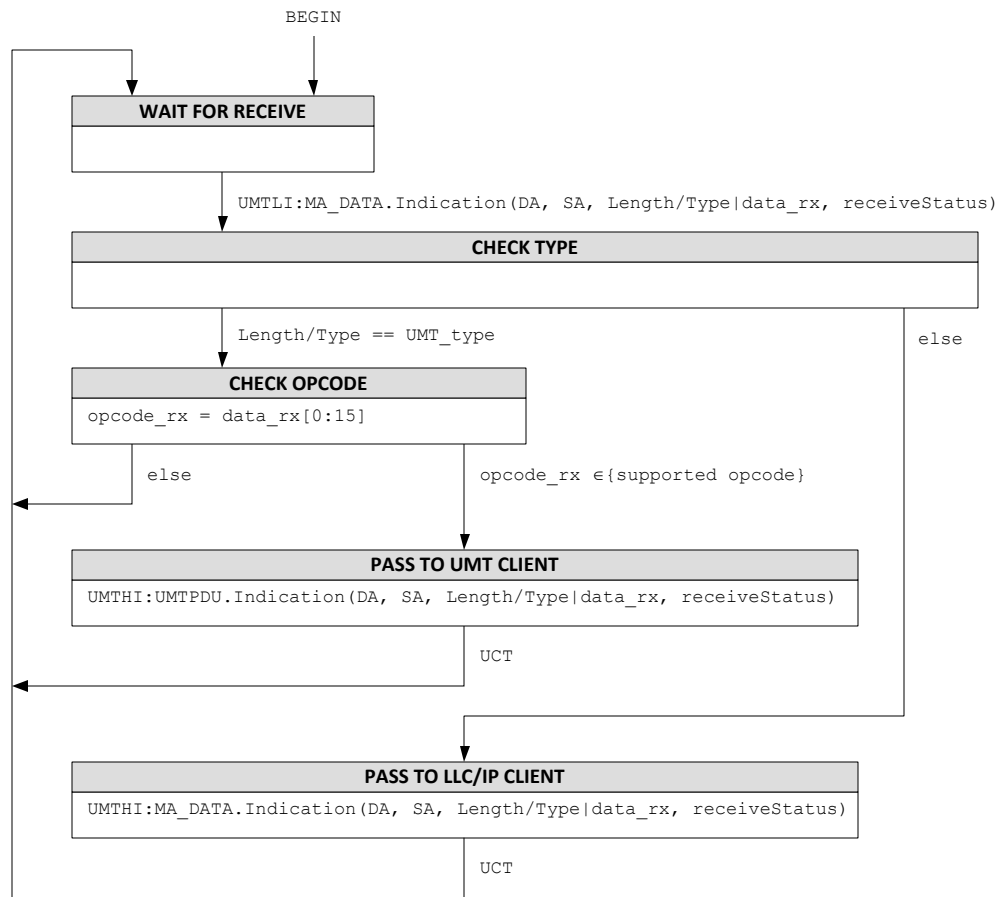 BEGIN
WAIT FOR RECEIVE
UMTLI:MA_DATA.Indication(DA, SA, Length/Type|data_rx, receiveStatus)
CHECK TYPE
Length/Type == UMT_type
else
CHECK OPCODE
opcode_rx = data_rx[0:15]
else
opcode_rx ∈{supported opcode}
PASS TO UMT CLIENT
UMTHI:UMTPDU.Indication(DA, SA, Length/Type|data_rx, receiveStatus)
UCT
PASS TO LLC/IP CLIENT
UMTHI:MA_DATA.Indication(DA, SA, Length/Type|data_rx, receiveStatus)
UCT